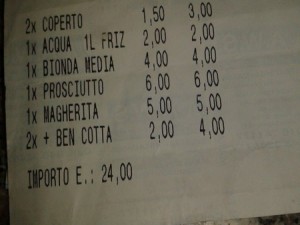 2x COPERTO 1,50 3,00
1x ACQUA 1L FRIZ 2,00 2,00
1x BIONDA MEDIA 4,00 4,00
1x PROSCIUTTO 6,00 6,00
1x MAGHERITA 5,00 5,00
2x + BEN COTTA 2,00 4,00
IMPORTO E.: 24,00